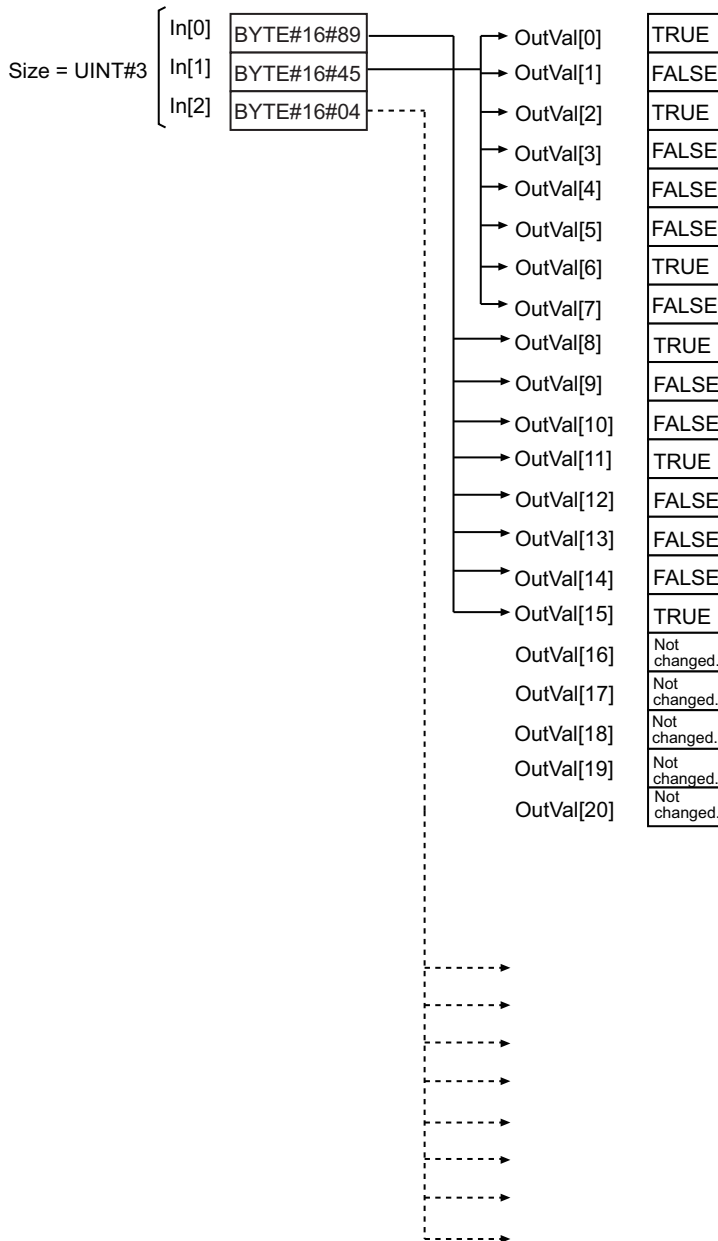 Size = UINT#3
In[0] BYTE#16#89
In[1] BYTE#16#45
In[2] BYTE#16#04
OutVal[0] TRUE
OutVal[1] FALSE
OutVal[2] TRUE
OutVal[3] FALSE
OutVal[4] FALSE
OutVal[5] FALSE
OutVal[6] TRUE
OutVal[7] FALSE
OutVal[8] TRUE
OutVal[9] FALSE
OutVal[10] FALSE
OutVal[11] TRUE
OutVal[12] FALSE
OutVal[13] FALSE
OutVal[14] FALSE
OutVal[15] TRUE
OutVal[16] Not changed.
OutVal[17] Not changed.
OutVal[18] Not changed.
OutVal[19] Not changed.
OutVal[20] Not changed.